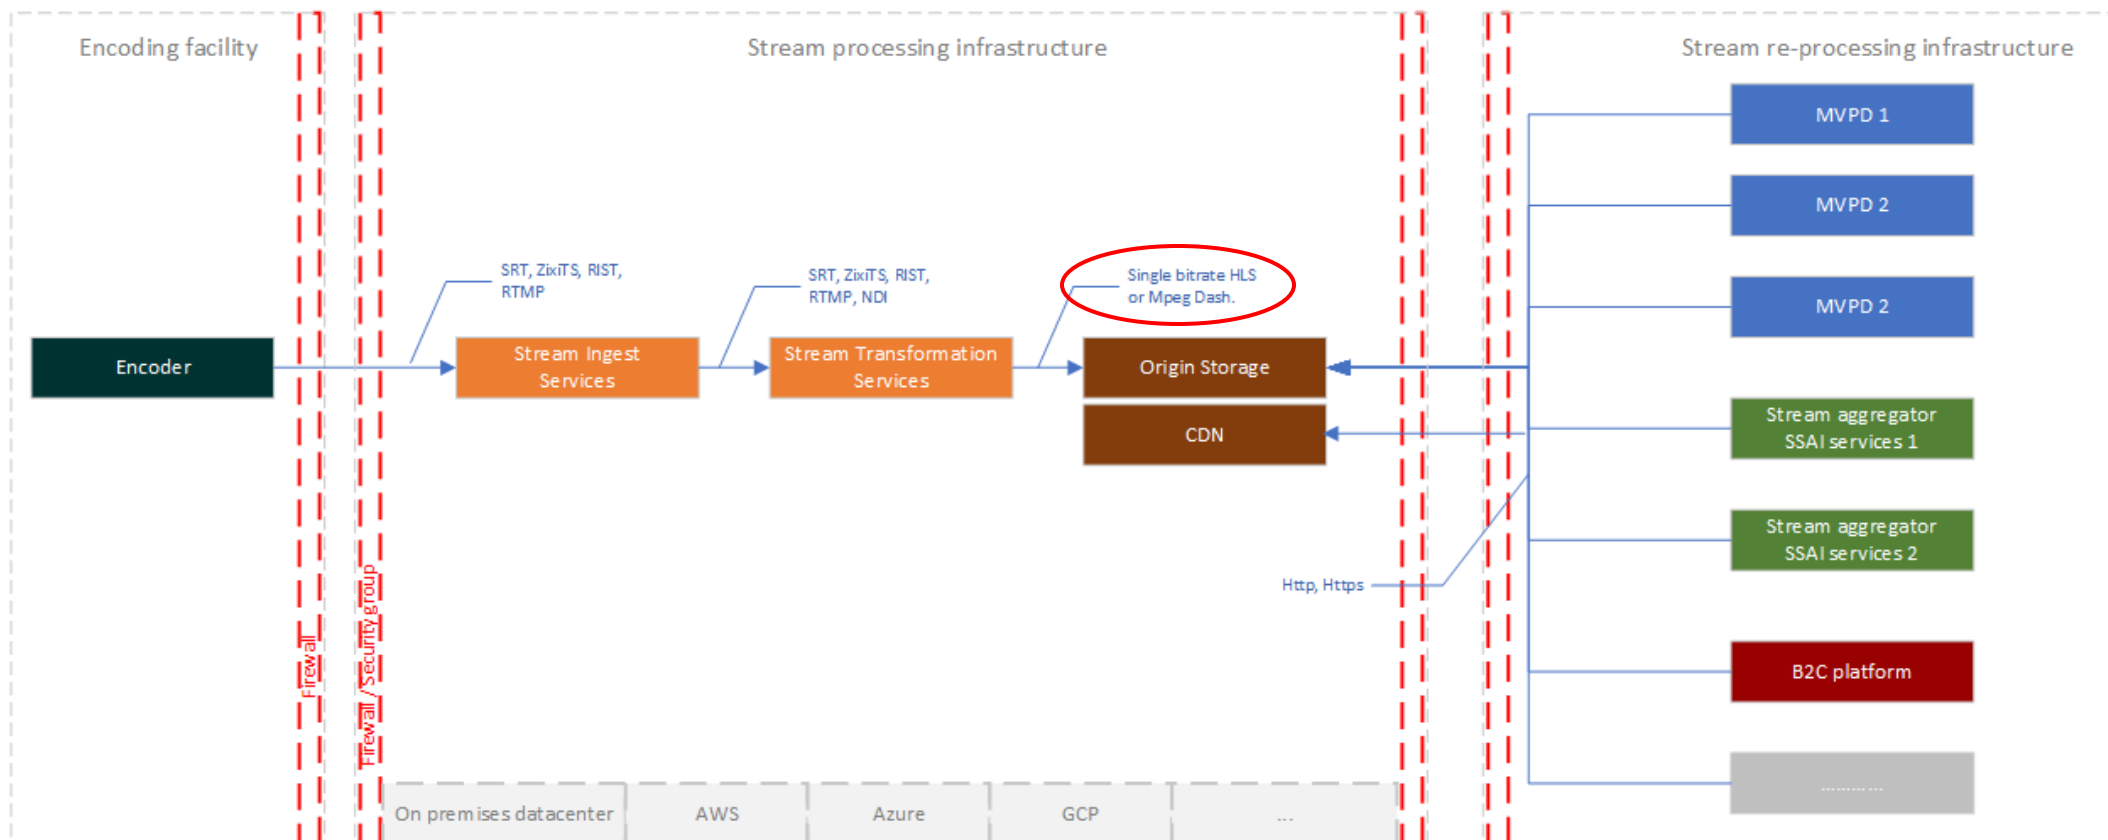 Encoding facility
Stream processing infrastructure
Stream re-processing infrastructure
MVPD 1
MVPD 2
MVPD 2
SRT, ZixiTS, RIST,
RTMP
SRT, ZixiTS, RIST,
RTMP, NDI
Single bitrate HLS
or Mpeg Dash.
Encoder
Stream Ingest
Services
Stream Transformation
Services
Origin Storage
CDN
Stream aggregator
SSAI services 1
Stream aggregator
SSAI services 2
Http, Https
B2C platform
............
Firewall
Firewall / Security group
On premises datacenter
AWS
Azure
GCP
...